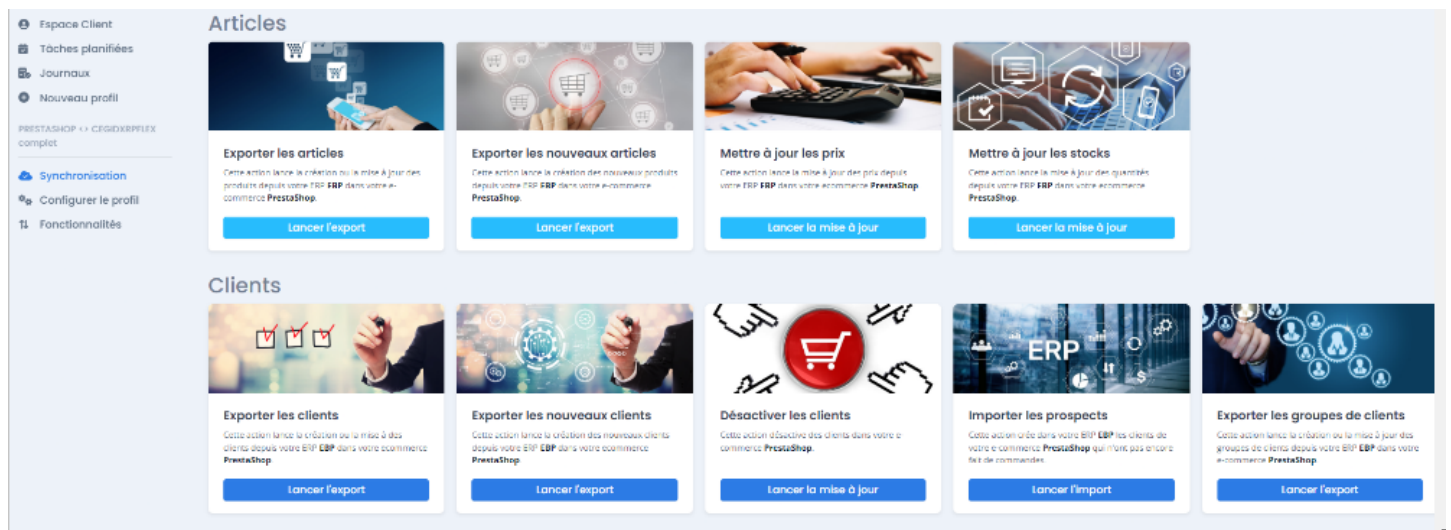 Espace Client
Tâches planifiées
Journaux
Nouveau profil
PRESTASHOP <> CEGIDXRPFLEX
complet
Synchronisation
Configurer le profil
Fonctionnalités
Articles
Exporter les articles
Cette action lance la création ou la mise à jour des
produits depuis votre ERP EBP dans votre e-
commerce PrestaShop.
Lancer l'export
Exporter les nouveaux articles
Cette action lance la création des nouveaux produits
depuis votre ERP EBP dans votre e-commerce
PrestaShop.
Lancer l'export
Mettre à jour les prix
Cette action lance la mise à jour des prix depuis
votre ERP EBP dans votre ecommerce PrestaShop
Lancer la mise à jour
Mettre à jour les stocks
Cette action lance la mise à jour des quantités
depuis votre ERP EBP dans votre ecommerce
PrestaShop.
Lancer la mise à jour
Clients
Exporter les clients
Cette action lance la création ou la mise à des
clients depuis votre ERP EBP dans votre ecommerce
PrestaShop
Lancer l'export
Exporter les nouveaux clients
Cette action lance la création des nouveaux clients
depuis votre ERP EBP dans votre ecommerce
PrestaShop
Lancer l'export
Désactiver les clients
Cette action désactive des clients dans votre e
commerce PrestaShop.
Lancer la mise à jour
ERP
Importer les prospects
Cette action crée dans votre ERP EBP les clients de
votre e commerce PrestaShop qui n'ont pas encore
fait de commandes
Lancer l'import
Exporter les groupes de clients
Cette action lance la création ou la mise à jour des
groupes de clients depuis votre ERP EBP dans votre
e-commerce PrestaShop
Lancer l'export